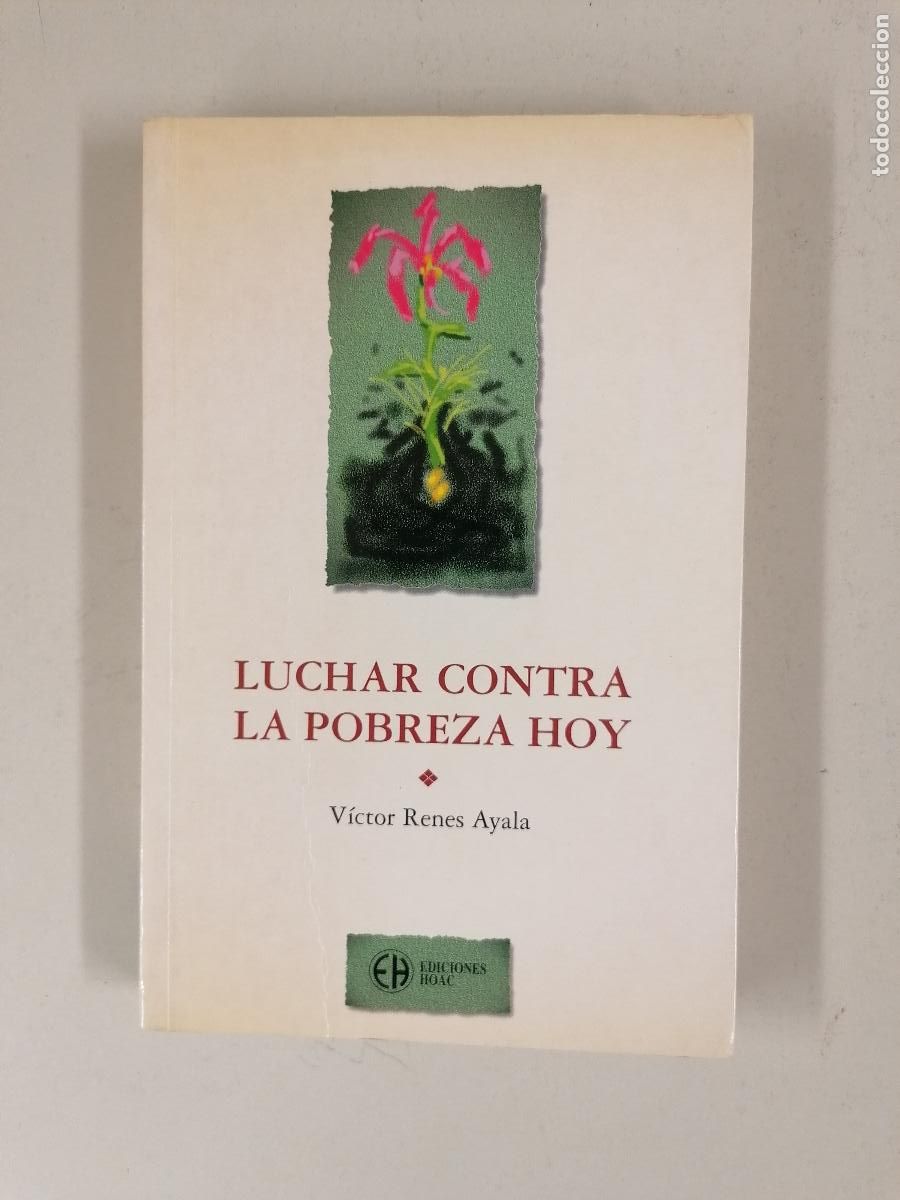 LUCHAR CONTRA
LA POBREZA HOY
Víctor Renes Ayala
EH
EDICIONES
HOAC
todocoleccion